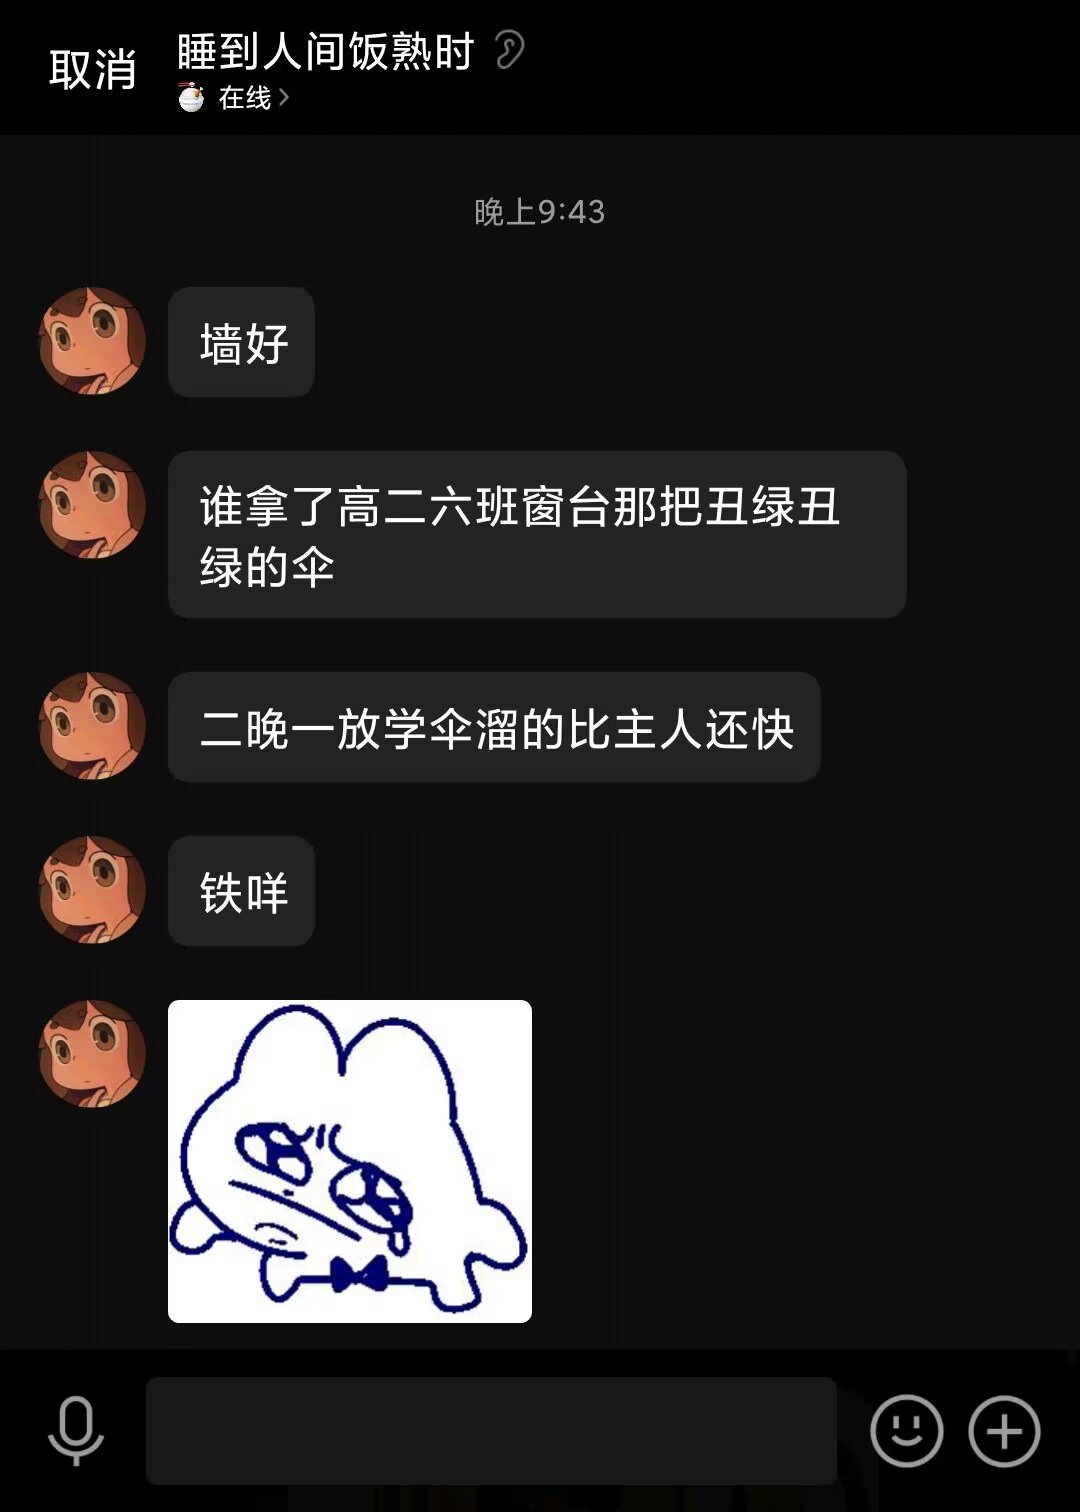 取消
睡到人间饭熟时
在线
晚上9:43
墙好
谁拿了高二六班窗台那把丑绿丑
绿的伞
二晚一放学伞溜的比主人还快
铁咩